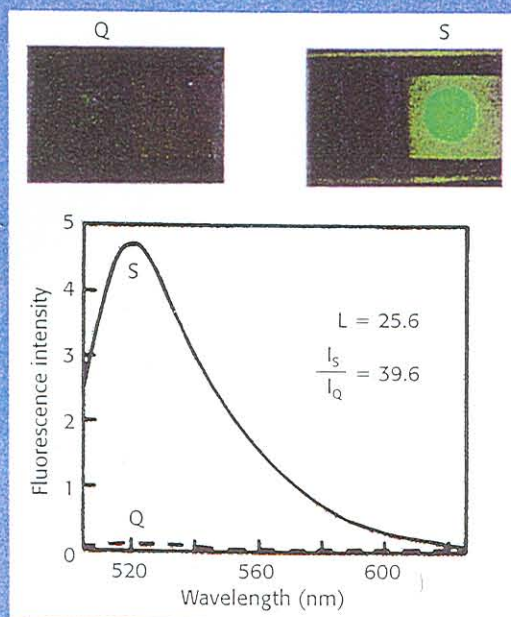 Q
S
5
4
3
2
1
0
Fluorescence intensity
S
Q
L = 25.6
I_S
I_Q
= 39.6
520
560
600
Wavelength (nm)